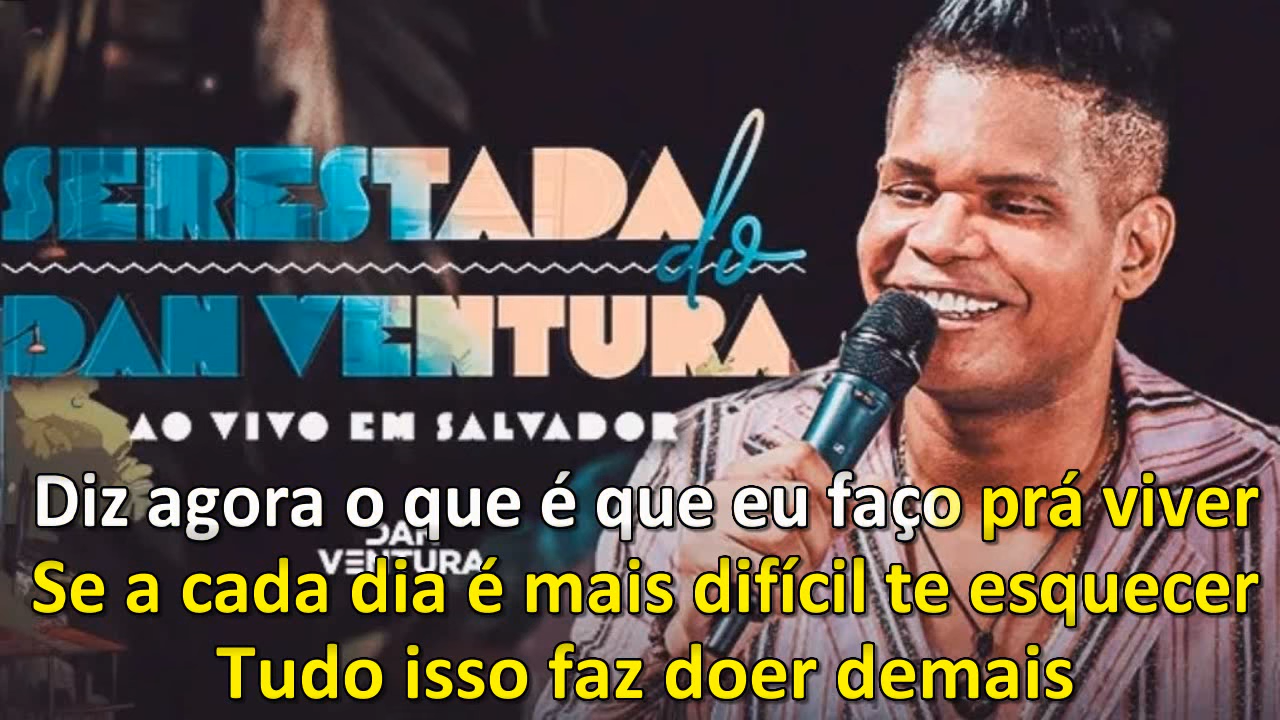 SERESTADA do
DAN VENTURA
AO VIVO EM SALVADOR
Diz agora o que é que eu faço prá viver
DAN
VENTURA
Se a cada dia é mais difícil te esquecer
Tudo isso faz doer demais